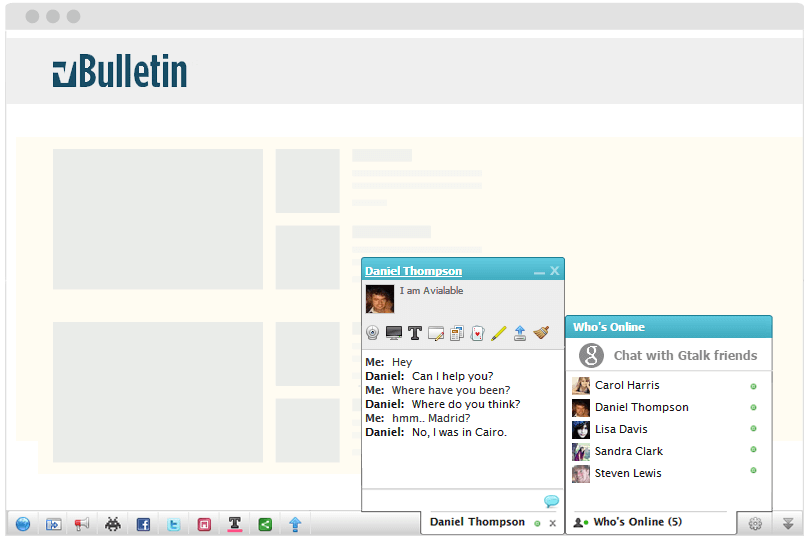 vBulletin
Daniel Thompson
I am Avialable
Me: Hey
Daniel: Can I help you?
Me: Where have you been?
Daniel: Where do you think?
Me: hmm.. Madrid?
Daniel: No, I was in Cairo.
Daniel Thompson
Who's Online
g Chat with Gtalk friends
Carol Harris
Daniel Thompson
Lisa Davis
Sandra Clark
Steven Lewis
Who's Online (5)